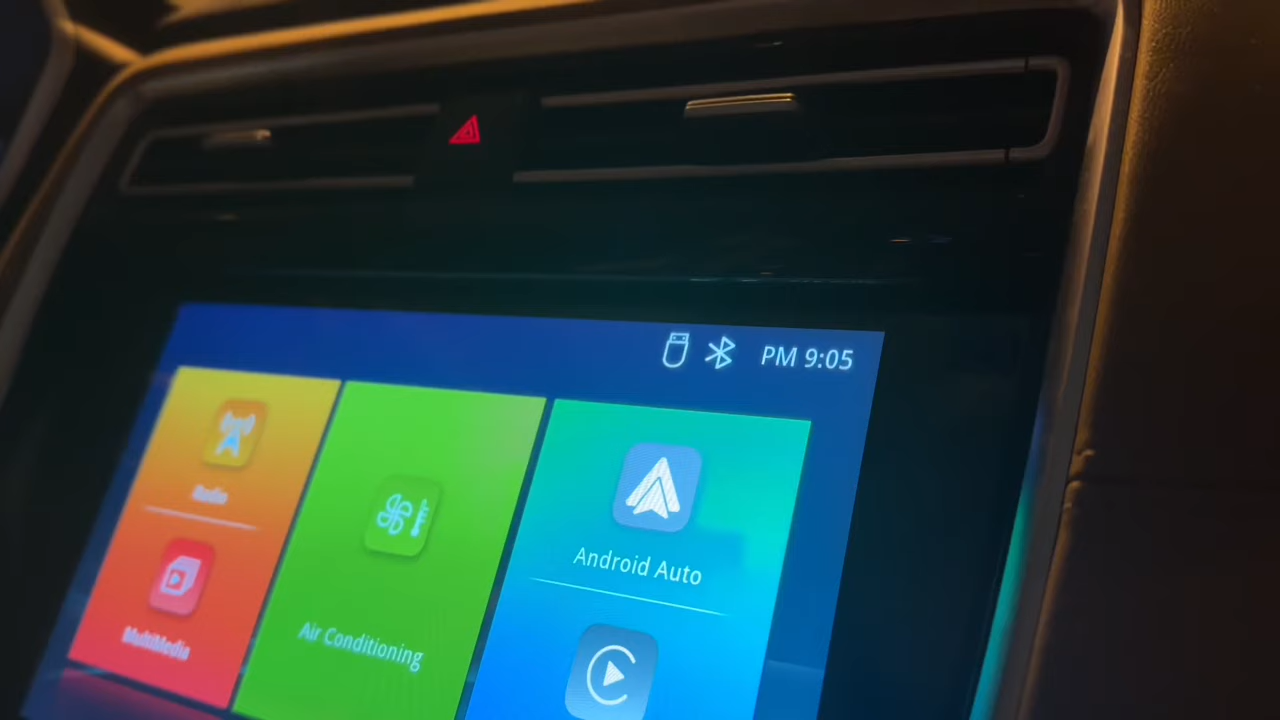 PM 9:05
Radio
MultiMedia
Air Conditioning
Android Auto